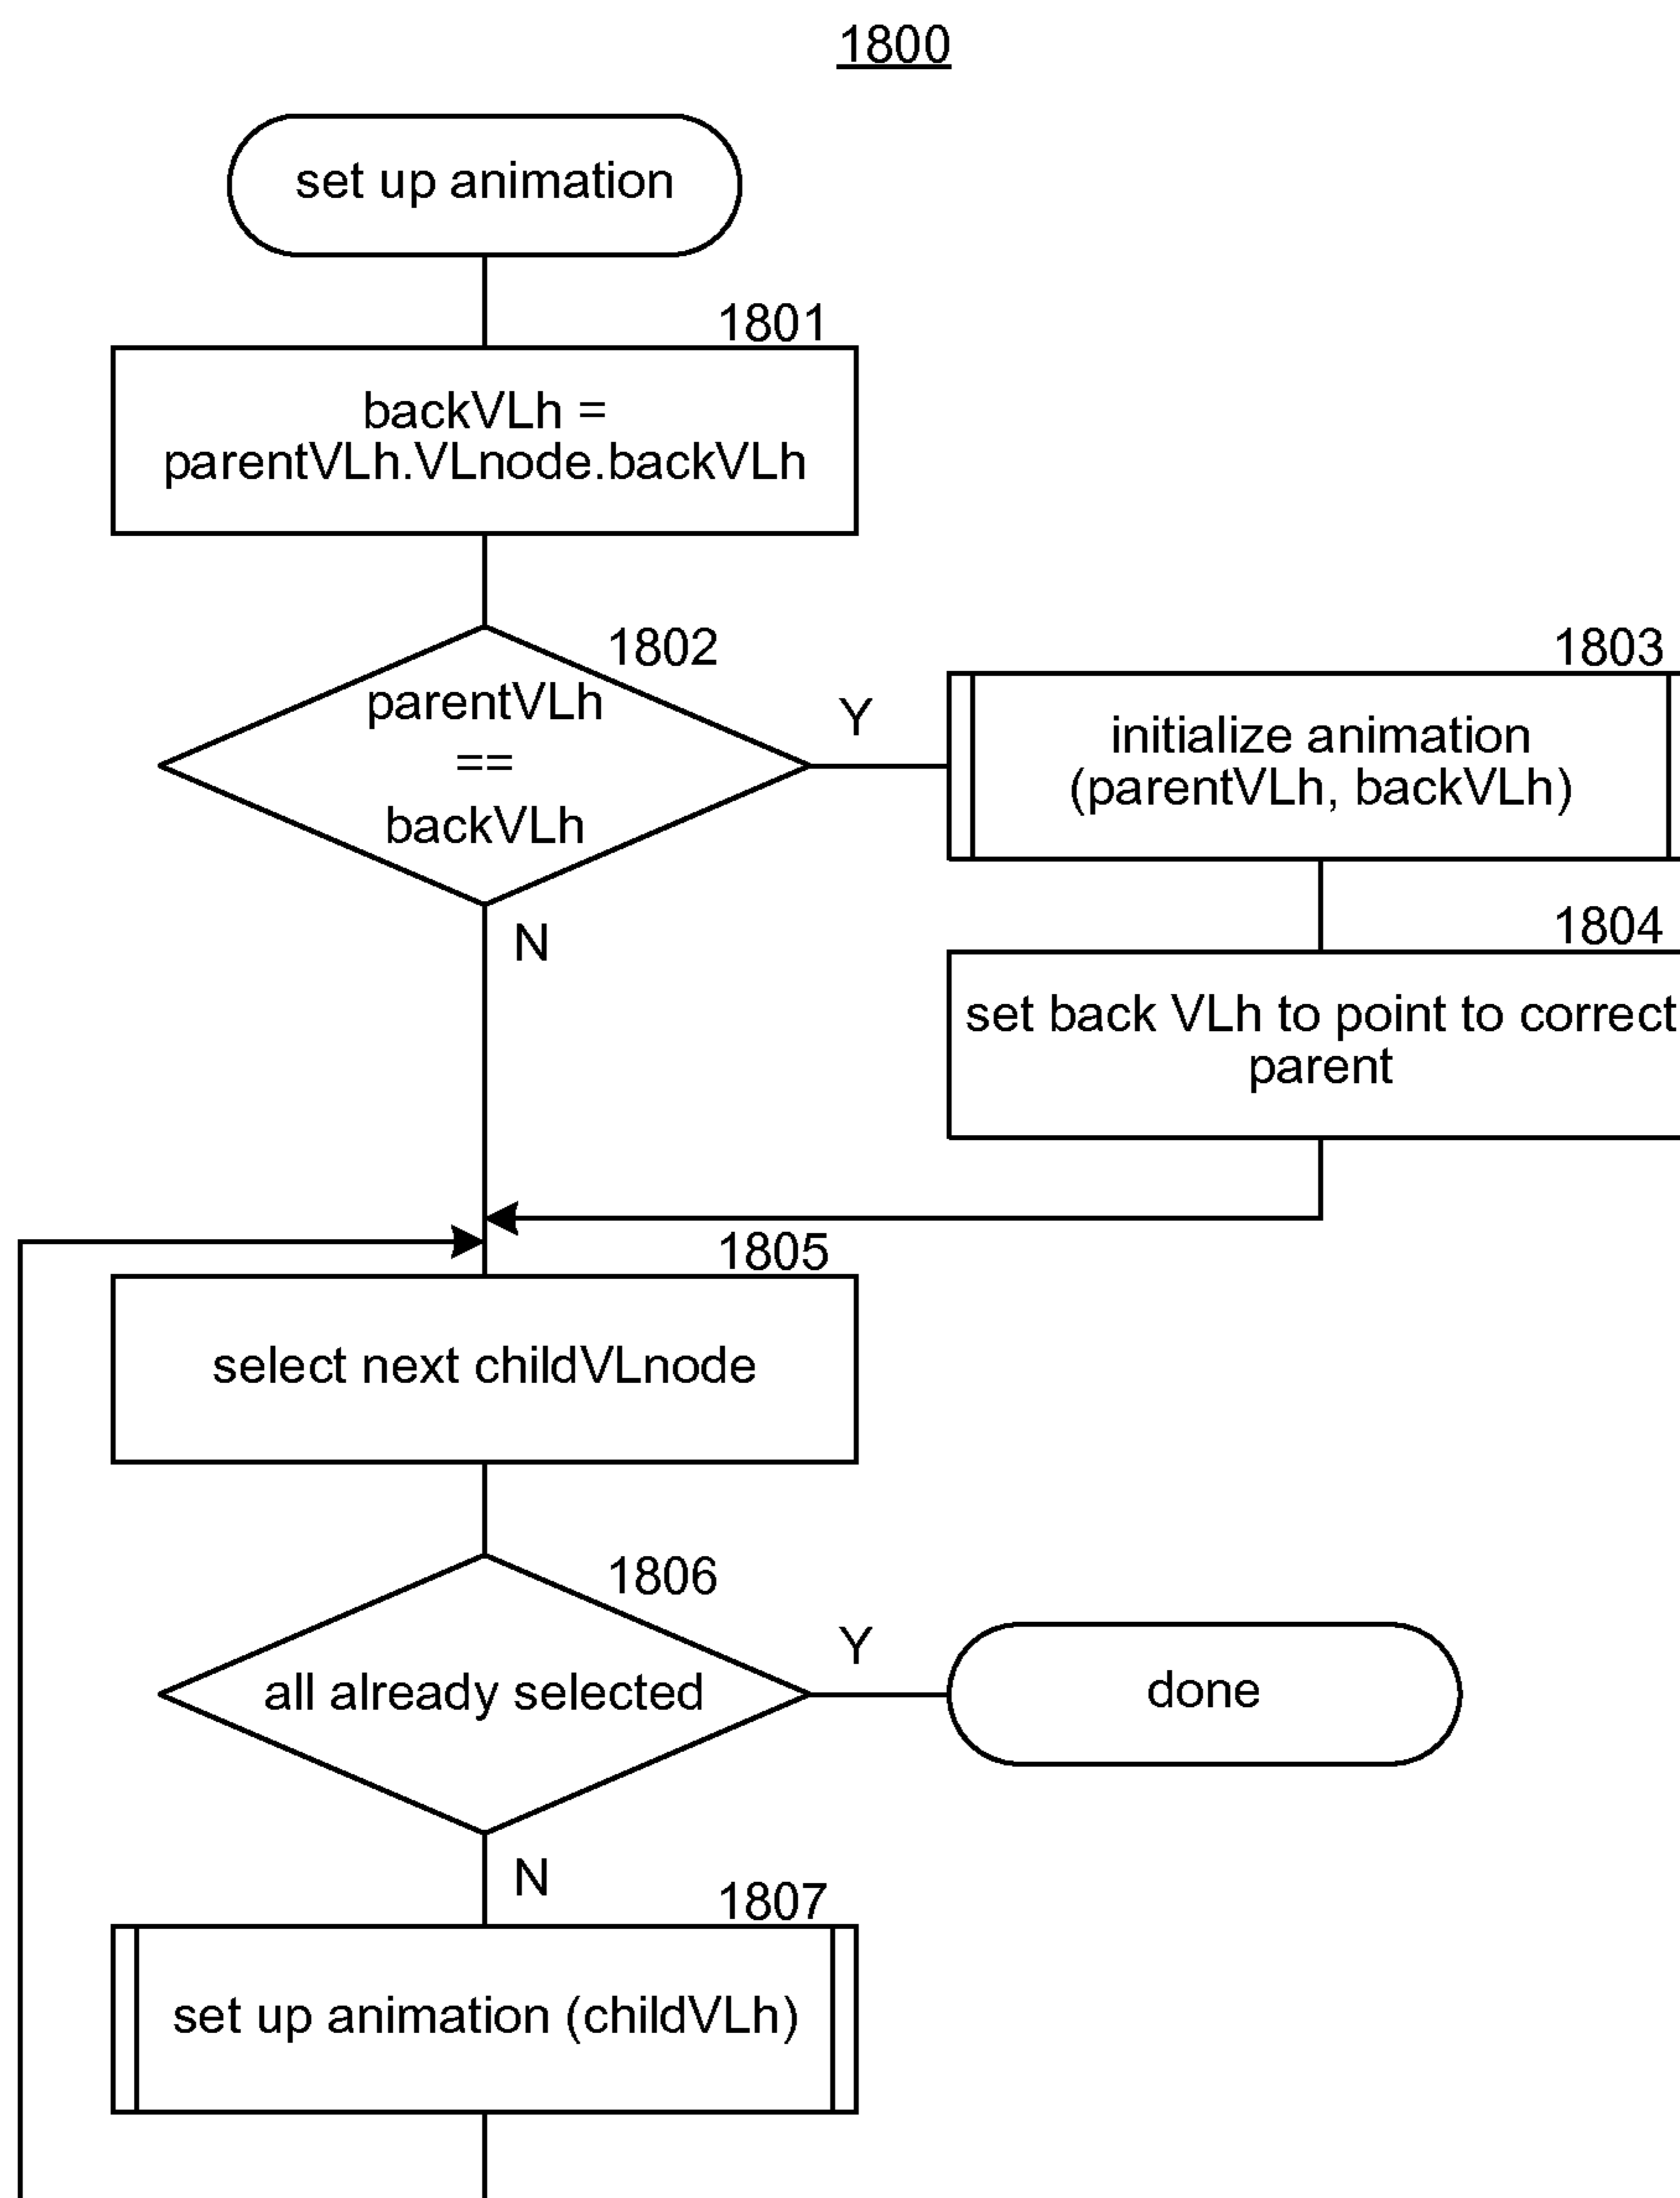 1800
set up animation
1801
backVLh =
parentVLh.VLnode.backVLh
1802
parentVLh
==
backVLh
Y
N
1803
initialize animation
(parentVLh, backVLh)
1804
set back VLh to point to correct
parent
1805
select next childVLnode
1806
all already selected
Y
done
N
1807
set up animation (childVLh)